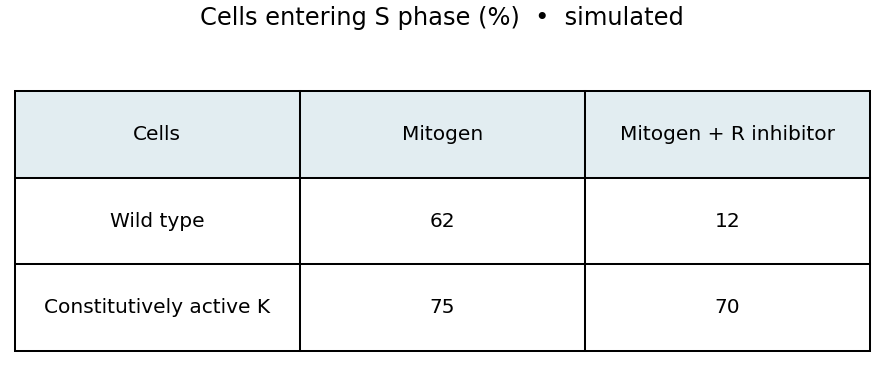 Cells entering S phase (%) • simulated
Cells Mitogen Mitogen + R inhibitor
Wild type 62 12
Constitutively active K 75 70